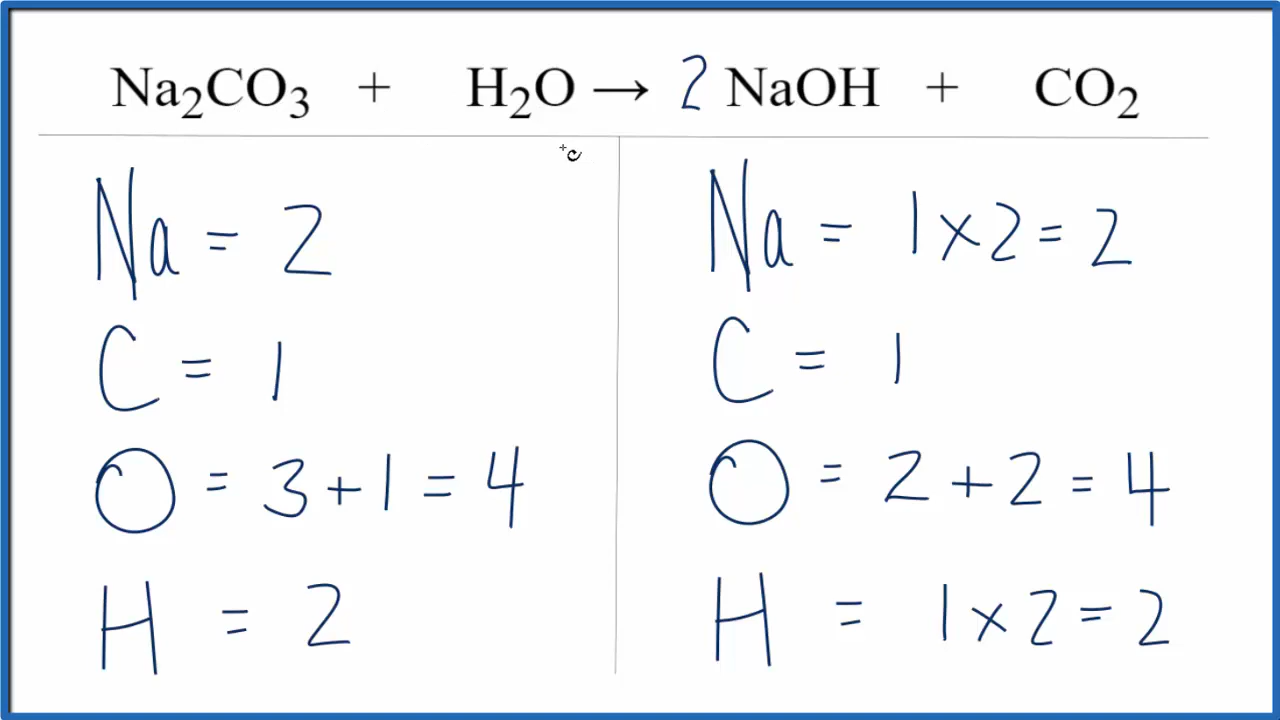 Na₂CO₃ + H₂O → 2 NaOH + CO₂
Na = 2
C = 1
O = 3 + 1 = 4
H = 2
Na = 1 x 2 = 2
C = 1
O = 2 + 2 = 4
H = 1 x 2 = 2